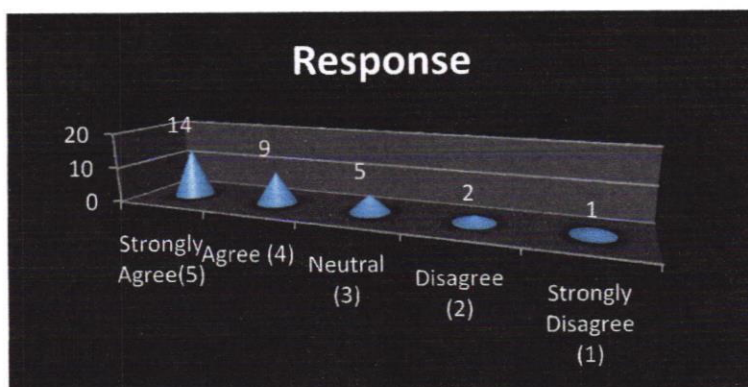 Response
20
10
0
14
9
5
2
1
Strongly Agree(5)
Agree (4)
Neutral (3)
Disagree (2)
Strongly Disagree (1)